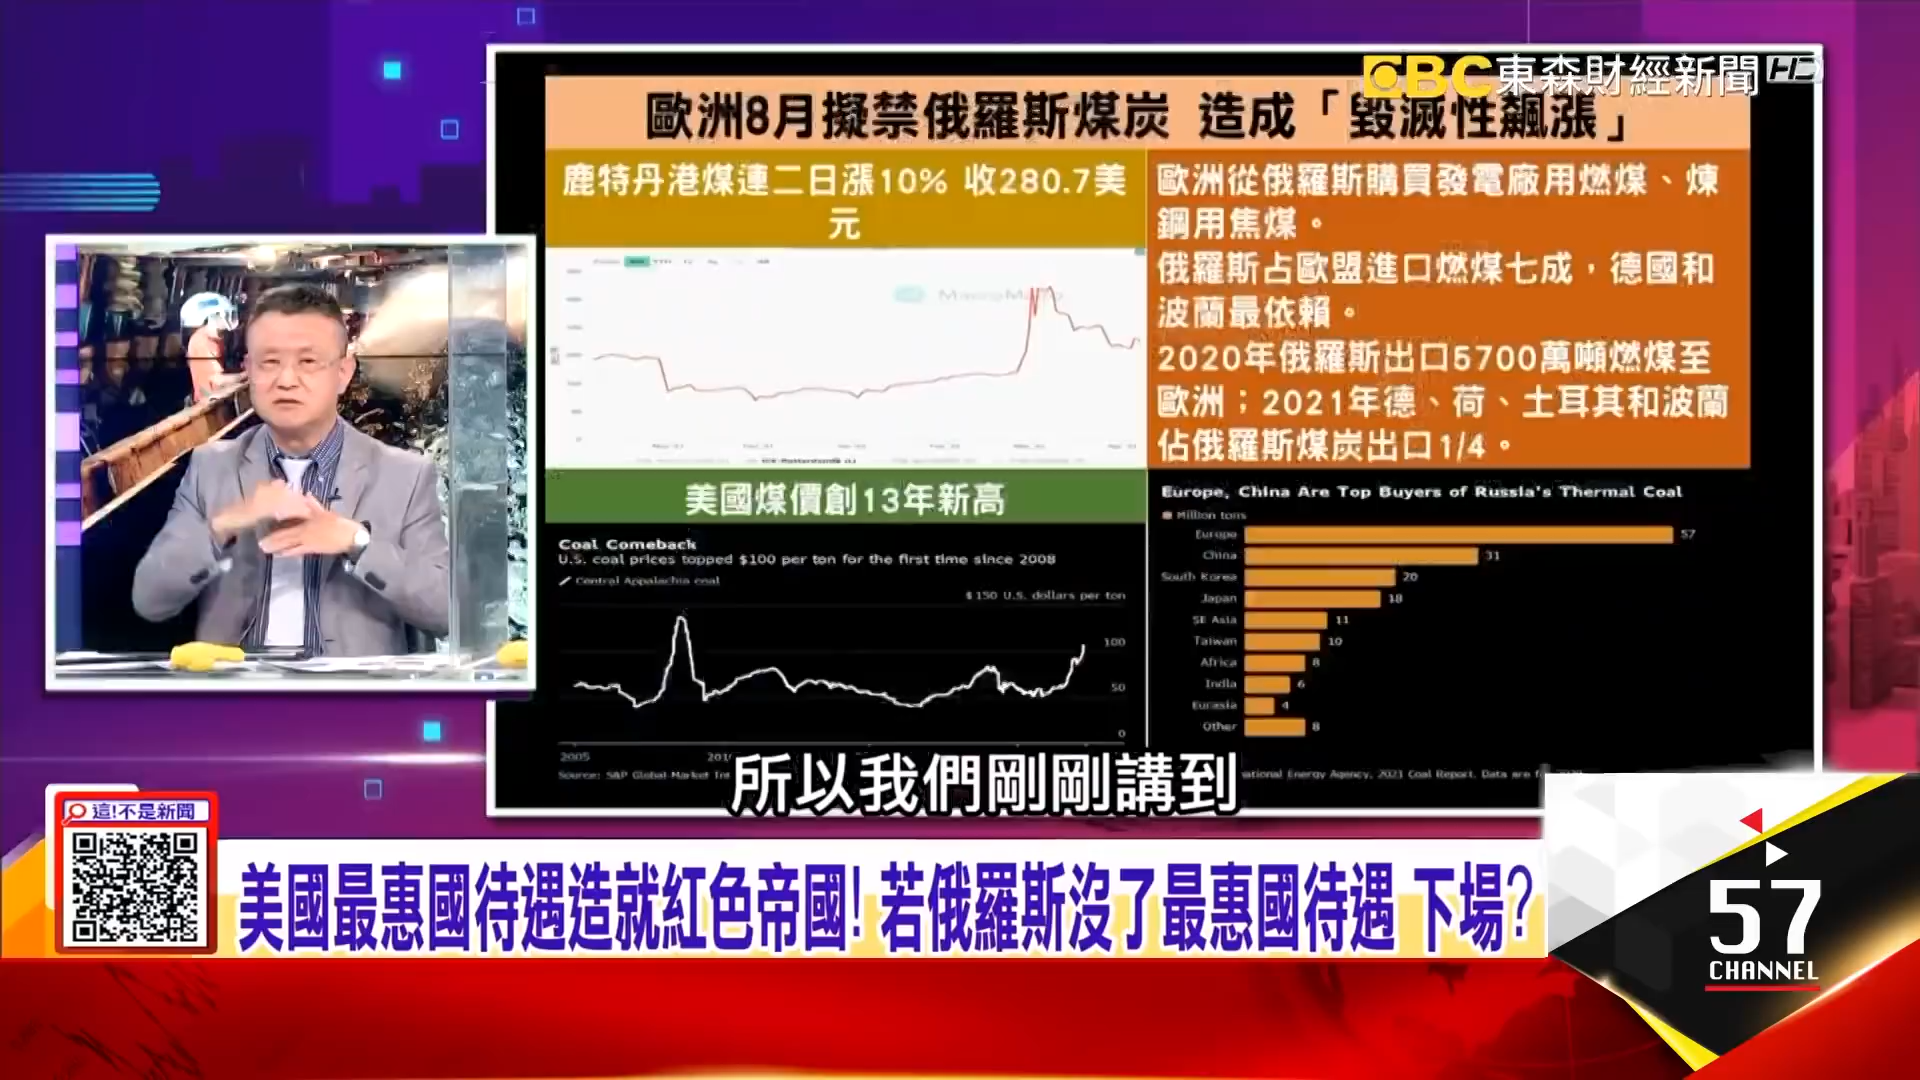 EBC 東森財經新聞 HD
歐洲8月擬禁俄羅斯煤炭 造成「毀滅性飆漲」
鹿特丹港煤連二日漲10% 收280.7美
元
歐洲從俄羅斯購買發電廠用燃煤、煉
鋼用焦煤。
俄羅斯占歐盟進口燃煤七成，德國和
波蘭最依賴。
2020年俄羅斯出口5700萬噸燃煤至
歐洲；2021年德、荷、土耳其和波蘭
佔俄羅斯煤炭出口1/4。
美國煤價創13年新高
Coal Comeback
U.S. coal prices topped $100 per ton for the first time since 2008
Central Appalachia coal
$150 U.S. dollars per ton
100
50
0
2005
Source: S&P Global Market
Europe, China Are Top Buyers of Russia's Thermal Coal
Million tons
Europe 57
China 31
South Korea 20
Japan 18
SE Asia 11
Taiwan 10
Africa 8
India 6
Eurasia 4
Other 8
Energy Agency, 2021 Coal Report. Data are
所以我們剛剛講到
這!不是新聞
美國最惠國待遇造就紅色帝國! 若俄羅斯沒了最惠國待遇 下場?
57
CHANNEL